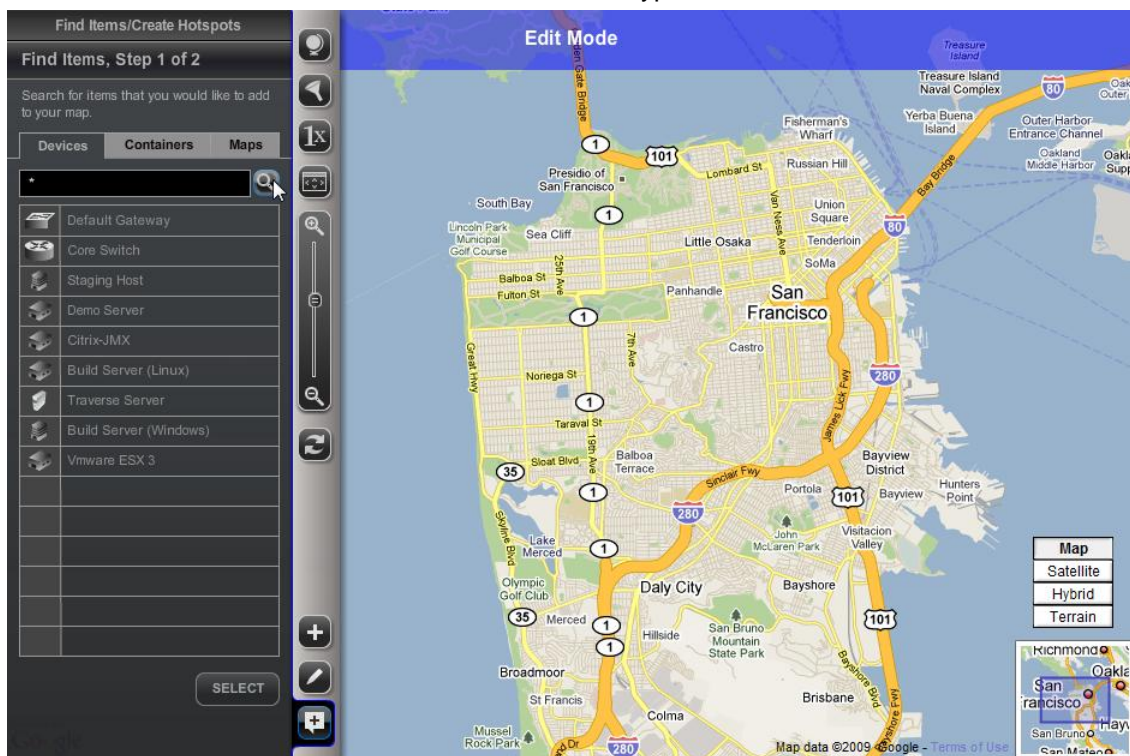 Find Items/Create Hotspots
Find Items, Step 1 of 2
Search for items that you would like to add
to your map.
Devices Containers Maps
*
Default Gateway
Core Switch
Staging Host
Demo Server
Citrix-JMX
Build Server (Linux)
Traverse Server
Build Server (Windows)
Vmware ESX 3
SELECT
1x
Edit Mode
Treasure
Island
Treasure Island
Naval Complex
80
Yerba Buena
Island
Outer Harbor
Entrance Channel
Oakland
Middle Harbor
Bay Bridge
Fisherman's
Wharf
1
101
Lombard St
Russian Hill
Presidio of
San Francisco
Van Ness Ave
South Bay
1
Union
Square
80
Lincoln Park
Municipal
Golf Course
Sea Cliff
Little Osaka
Tenderloin
SoMa
25th Ave
Balboa St
Fulton St
Panhandle
San
Francisco
1
Great Hwy
7th Ave
Castro
Noriega St
280
James Lick Fwy
1
Taraval St
19th Ave
35
Sloat Blvd
Balboa
Terrace
Sinclair Fwy
Bayview
District
Hunters
Point
1
Portola
101
Bayview
280
Skyline Blvd
Lake
Merced
1
John
McLaren Park
Visitacion
Valley
Map
Satellite
Hybrid
Terrain
Olympic
Golf Club
Daly City
Bayshore
35
Merced
1
1
Hillside
San Bruno
Mountain
State Park
101
Bayshore Blvd
Richmond
San
Broadmoor
St Francis
Colma
Brisbane
Bayshore Fwy
San Bruno
San Mateo
Mussel
Rock Park
280
Map data ©2009 Google - Terms of Use